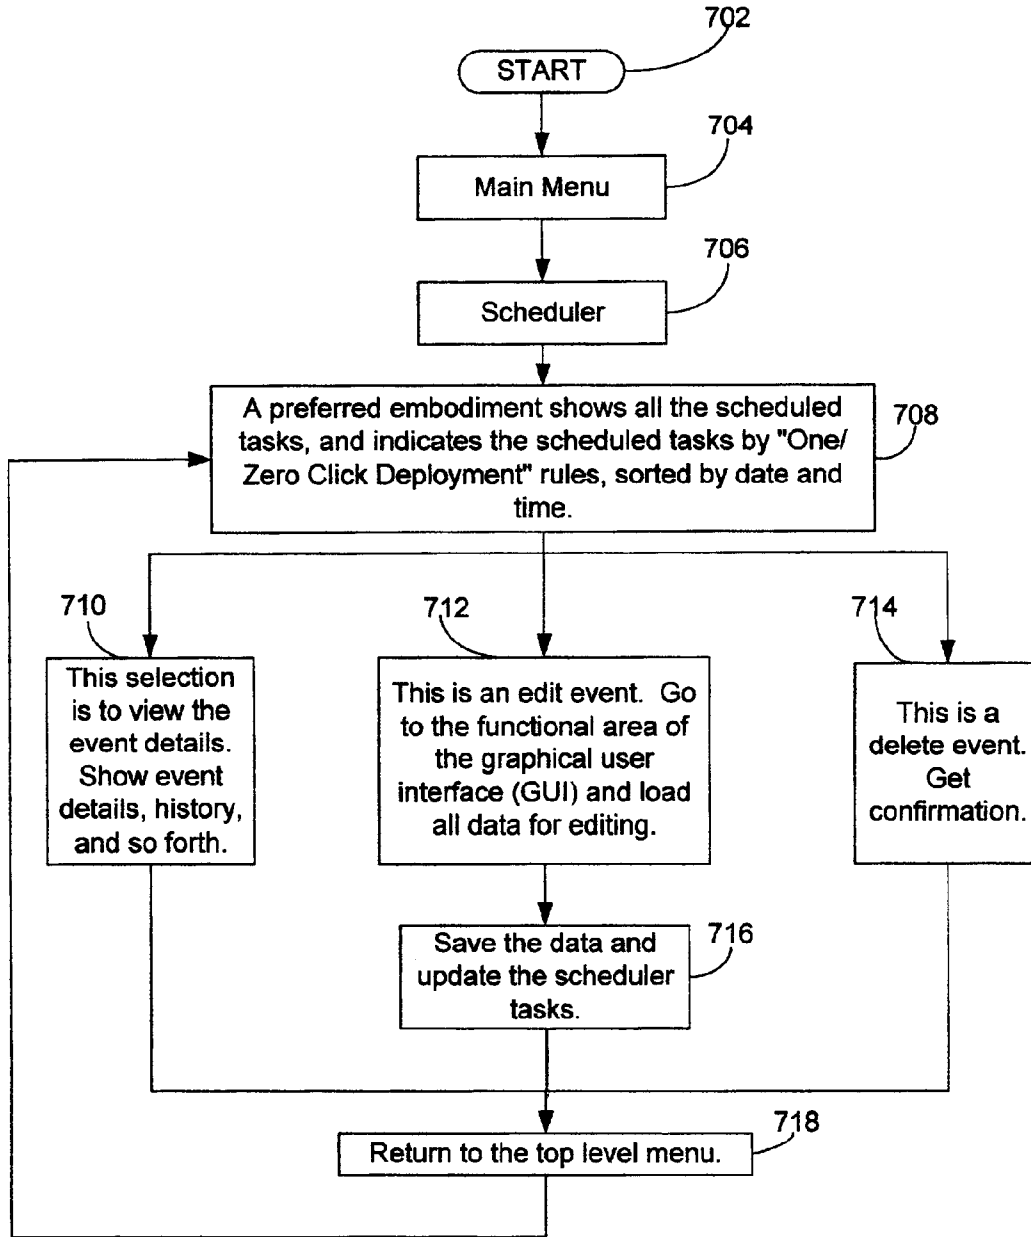 702
START
704
Main Menu
706
Scheduler
A preferred embodiment shows all the scheduled
tasks, and indicates the scheduled tasks by "One/
Zero Click Deployment" rules, sorted by date and
time.
708
710
This selection
is to view the
event details.
Show event
details, history,
and so forth.
712
This is an edit event. Go
to the functional area of
the graphical user
interface (GUI) and load
all data for editing.
714
This is a
delete event.
Get
confirmation.
Save the data and
update the scheduler
tasks.
716
718
Return to the top level menu.